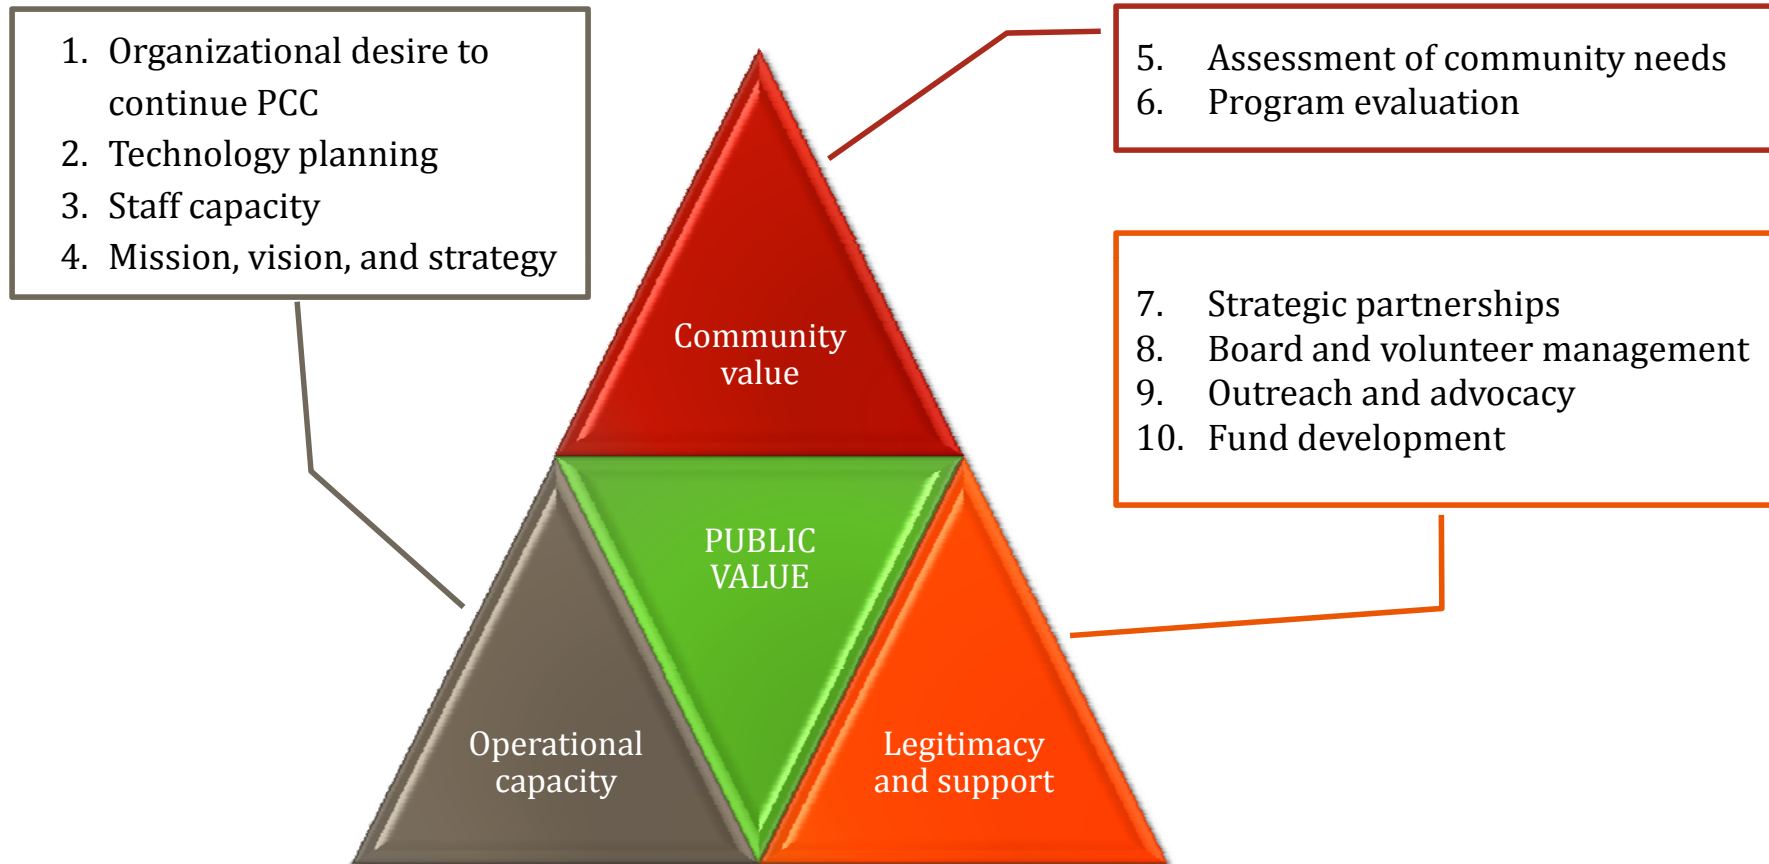 1. Organizational desire to
continue PCC
2. Technology planning
3. Staff capacity
4. Mission, vision, and strategy
5. Assessment of community needs
6. Program evaluation
7. Strategic partnerships
8. Board and volunteer management
9. Outreach and advocacy
10. Fund development
Community
value
PUBLIC
VALUE
Operational
capacity
Legitimacy
and support